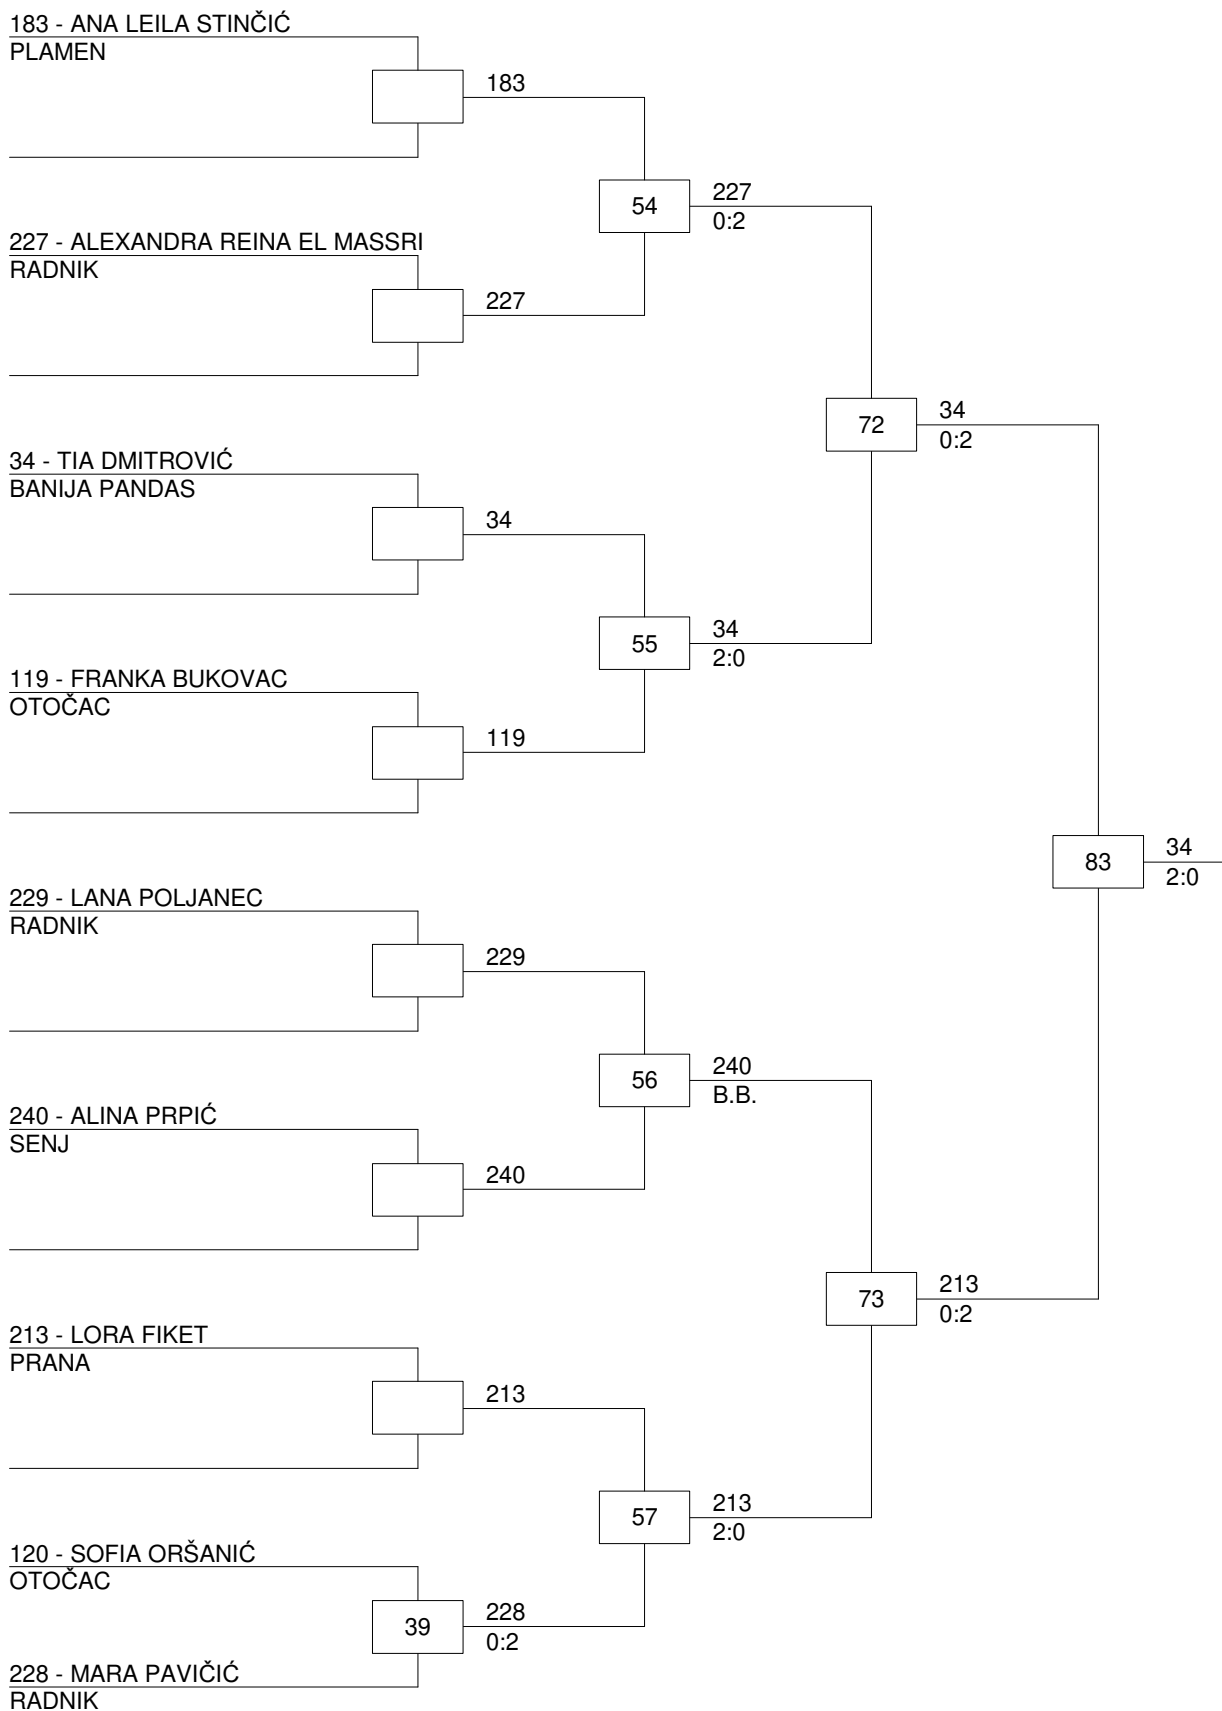 183 - ANA LEILA STINČIĆ
PLAMEN
183
54
227
0:2
227 - ALEXANDRA REINA EL MASSRI
RADNIK
227
72
34
0:2
34 - TIA DMITROVIĆ
BANIJA PANDAS
34
55
34
2:0
119 - FRANKA BUKOVAC
OTOČAC
119
83
34
2:0
229 - LANA POLJANEC
RADNIK
229
56
240
B.B.
240 - ALINA PRPIĆ
SENJ
240
73
213
0:2
213 - LORA FIKET
PRANA
213
57
213
2:0
120 - SOFIA ORŠANIĆ
OTOČAC
39
228
0:2
228 - MARA PAVIČIĆ
RADNIK